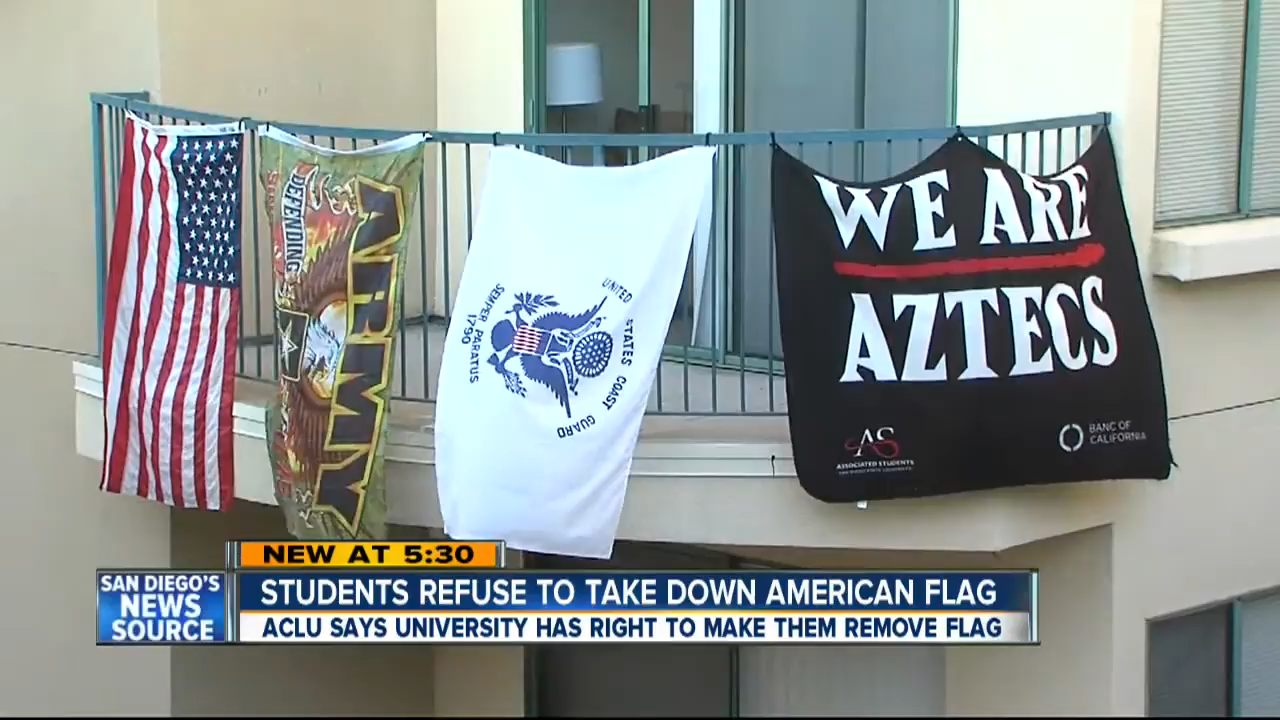 DEFENDING
ARMY
UNITED STATES COAST GUARD
SEMPER PARATUS
1790
WE ARE
AZTECS
AS
ASSOCIATED STUDENTS
BANC OF
CALIFORNIA
NEW AT 5:30
SAN DIEGO'S
NEWS
SOURCE
STUDENTS REFUSE TO TAKE DOWN AMERICAN FLAG
ACLU SAYS UNIVERSITY HAS RIGHT TO MAKE THEM REMOVE FLAG